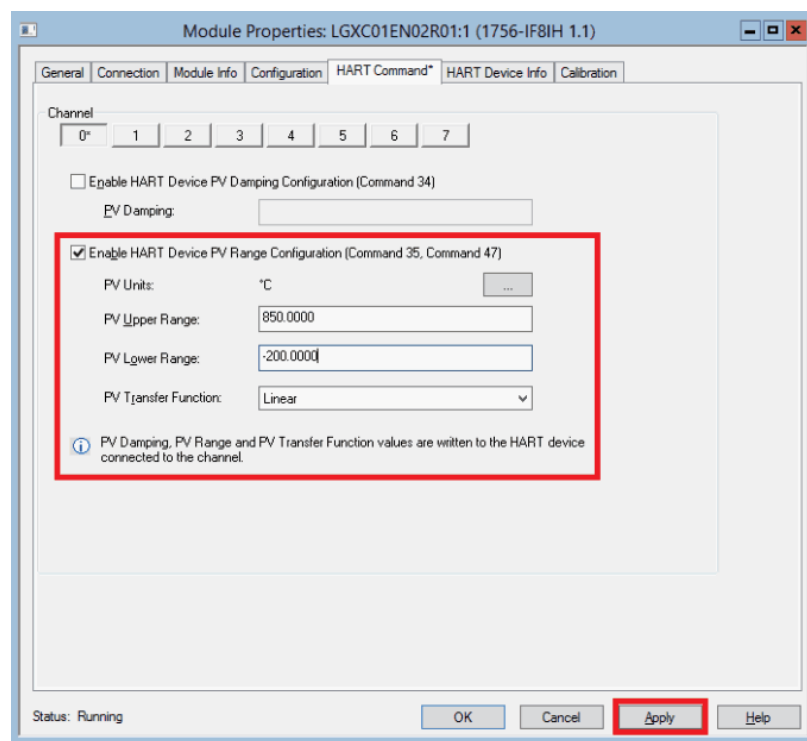 Module Properties: LGXC01EN02R01:1 (1756-IF8IH 1.1)
General Connection Module Info Configuration HART Command* HART Device Info Calibration
Channel
0* 1 2 3 4 5 6 7
Enable HART Device PV Damping Configuration (Command 34)
PV Damping:
Enable HART Device PV Range Configuration (Command 35, Command 47)
PV Units: °C ...
PV Upper Range: 850.0000
PV Lower Range: -200.0000
PV Transfer Function: Linear
PV Damping, PV Range and PV Transfer Function values are written to the HART device
connected to the channel.
Status: Running OK Cancel Apply Help